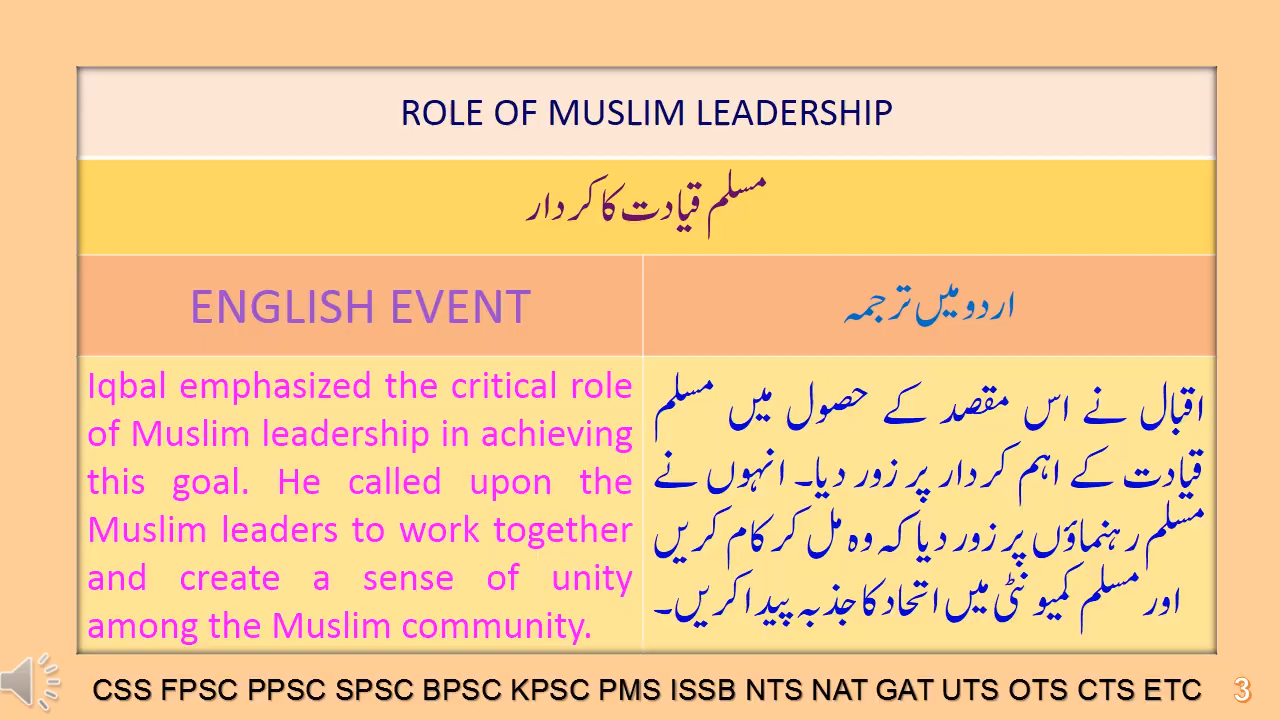 ROLE OF MUSLIM LEADERSHIP
مسلم قیادت کا کردار
ENGLISH EVENT
اردو میں ترجمہ
Iqbal emphasized the critical role
of Muslim leadership in achieving
this goal. He called upon the
Muslim leaders to work together
and create a sense of unity
among the Muslim community.
اقبال نے اس مقصد کے حصول میں مسلم
قیادت کے اہم کردار پر زور دیا۔ انہوں نے
مسلم رہنماؤں پر زور دیا کہ وہ مل کر کام کریں
اور مسلم کمیونٹی میں اتحاد کا جذبہ پیدا کریں۔
CSS FPSC PPSC SPSC BPSC KPSC PMS ISSB NTS NAT GAT UTS OTS CTS ETC
3